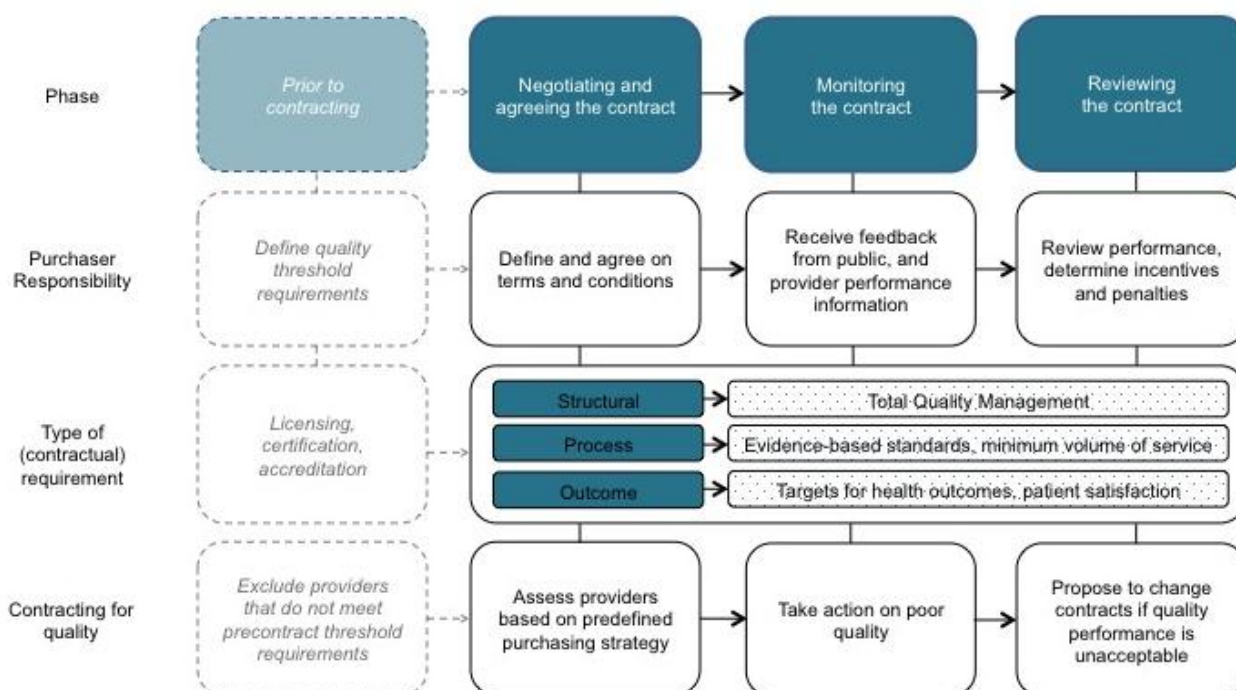 Phase
Prior to
contracting
Negotiating and
agreeing the contract
Monitoring
the contract
Reviewing
the contract
Purchaser
Responsibility
Define quality
threshold
requirements
Define and agree on
terms and conditions
Receive feedback
from public, and
provider performance
information
Review performance,
determine incentives
and penalties
Type of
(contractual)
requirement
Licensing,
certification,
accreditation
Structural
Total Quality Management
Process
Evidence-based standards, minimum volume of service
Outcome
Targets for health outcomes, patient satisfaction
Contracting for
quality
Exclude providers
that do not meet
precontract threshold
requirements
Assess providers
based on predefined
purchasing strategy
Take action on poor
quality
Propose to change
contracts if quality
performance is
unacceptable